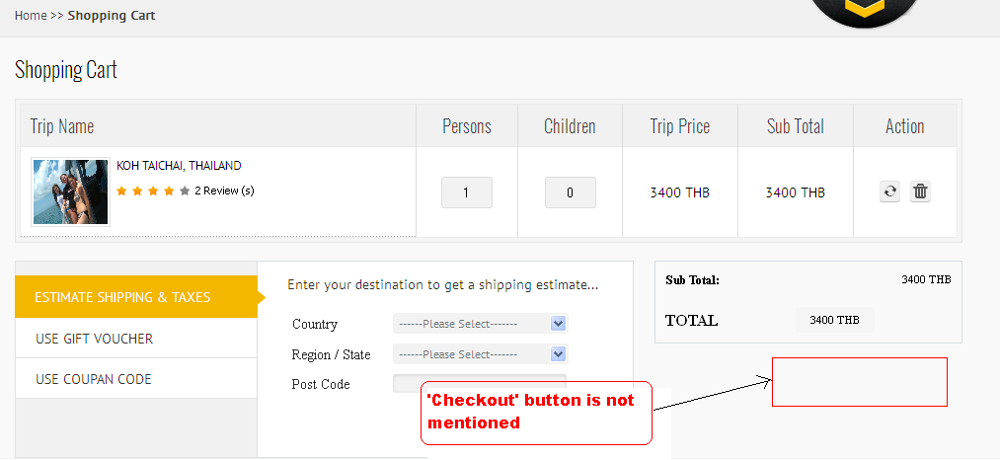 Home >> Shopping Cart
Shopping Cart
Trip Name Persons Children Trip Price Sub Total Action
KOH TAICHAI, THAILAND
2 Review (s)
1 0 3400 THB 3400 THB
ESTIMATE SHIPPING & TAXES
USE GIFT VOUCHER
USE COUPAN CODE
Enter your destination to get a shipping estimate...
Country ------Please Select-------
Region / State ------Please Select-------
Post Code
Sub Total: 3400 THB
TOTAL 3400 THB
'Checkout' button is not
mentioned